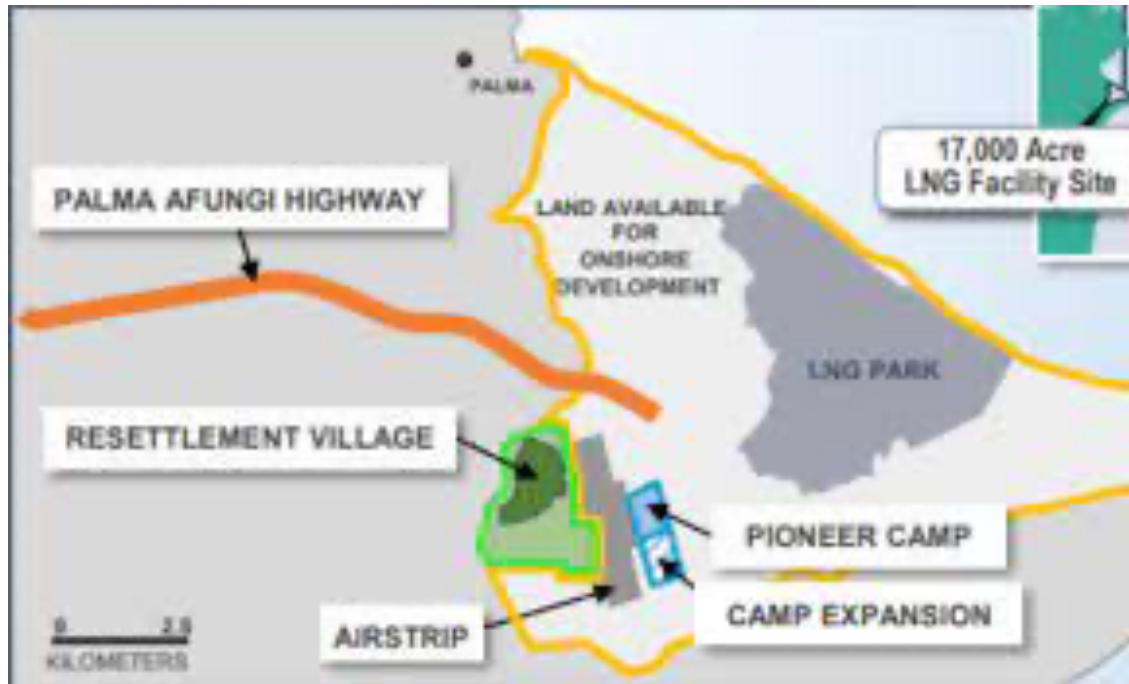 PALMA
17,000 Acre
LNG Facility Site
PALMA AFUNGI HIGHWAY
LAND AVAILABLE
FOR
ONSHORE
DEVELOPMENT
LNG PARK
RESETTLEMENT VILLAGE
PIONEER CAMP
CAMP EXPANSION
AIRSTRIP
0 2.5
KILOMETERS